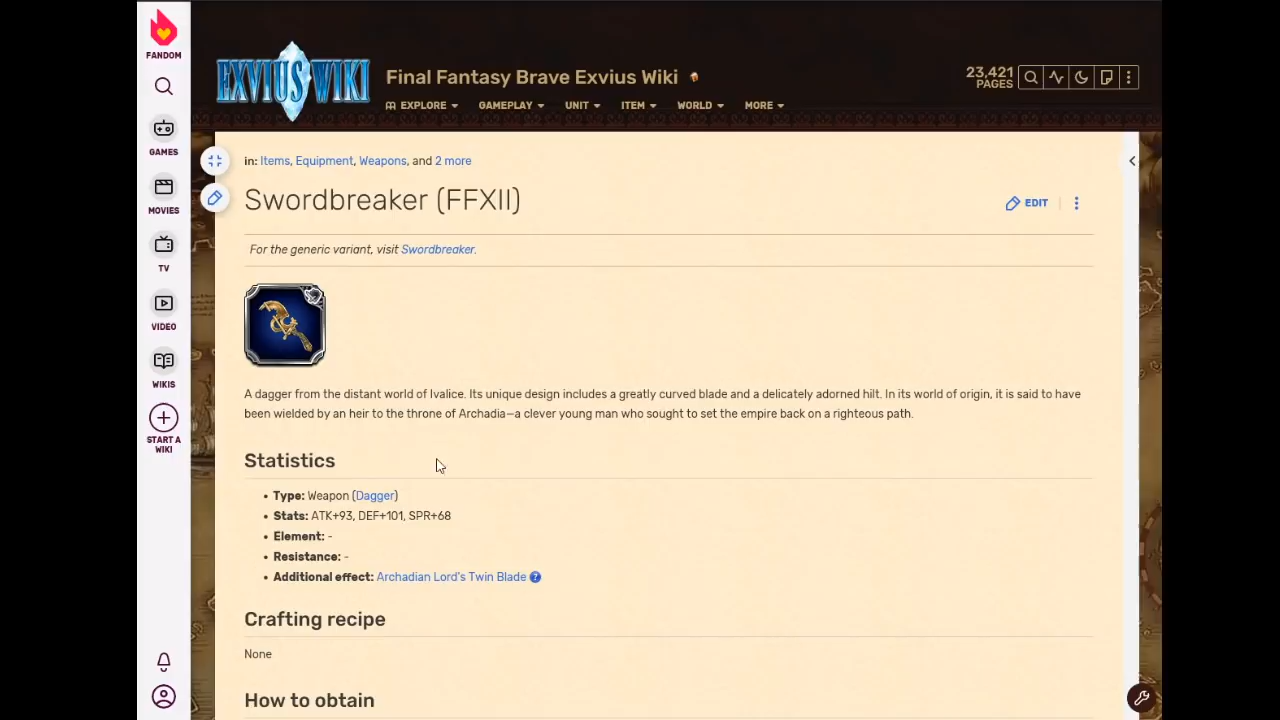 FANDOM
GAMES
MOVIES
TV
VIDEO
WIKIS
START A
WIKI
EXVIUS WIKI
Final Fantasy Brave Exvius Wiki
23,421
PAGES
EXPLORE GAMEPLAY UNIT ITEM WORLD MORE
in: Items, Equipment, Weapons, and 2 more
Swordbreaker (FFXII)
EDIT
For the generic variant, visit Swordbreaker.
A dagger from the distant world of Ivalice. Its unique design includes a greatly curved blade and a delicately adorned hilt. In its world of origin, it is said to have
been wielded by an heir to the throne of Archadia—a clever young man who sought to set the empire back on a righteous path.
Statistics
• Type: Weapon (Dagger)
• Stats: ATK+93, DEF+101, SPR+68
• Element: -
• Resistance: -
• Additional effect: Archadian Lord's Twin Blade ?
Crafting recipe
None
How to obtain